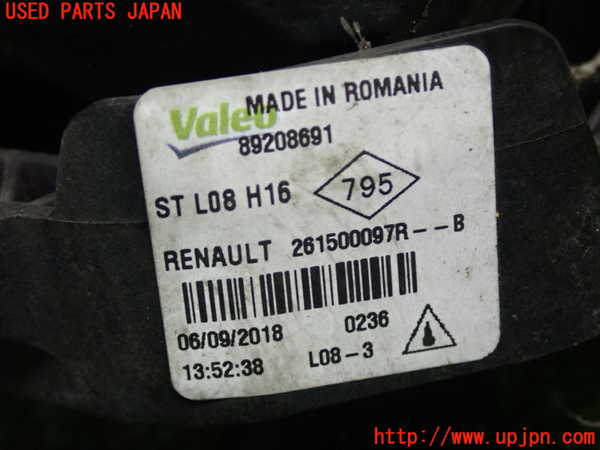 USED PARTS JAPAN
Valeo MADE IN ROMANIA
89208691
ST L08 H16 795
RENAULT 261500097R--B
06/09/2018 0236
13:52:38 L08-3
http://www.upjpn.com